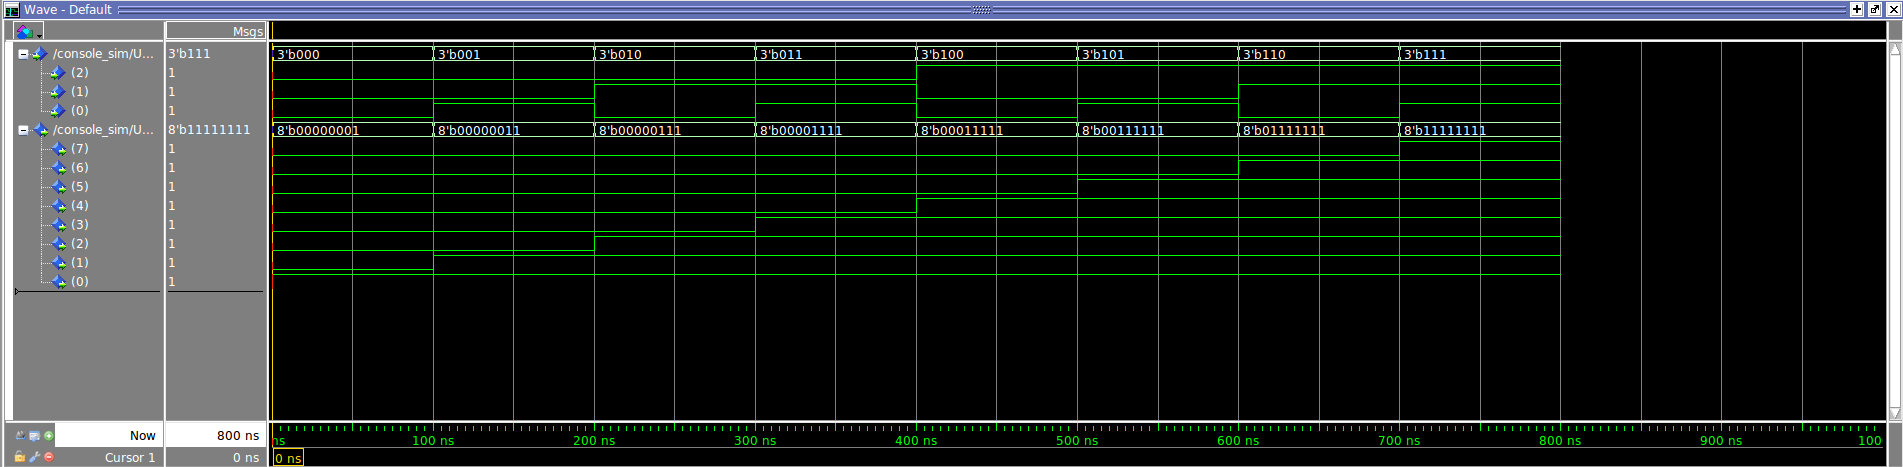 Wave - Default
Msgs
/console_sim/U... 3'b111 3'b000 3'b001 3'b010 3'b011 3'b100 3'b101 3'b110 3'b111
(2) 1
(1) 1
(0) 1
/console_sim/U... 8'b11111111 8'b00000001 8'b00000011 8'b00000111 8'b00001111 8'b00011111 8'b00111111 8'b01111111 8'b11111111
(7) 1
(6) 1
(5) 1
(4) 1
(3) 1
(2) 1
(1) 1
(0) 1
Now 800 ns ns 100 ns 200 ns 300 ns 400 ns 500 ns 600 ns 700 ns 800 ns 900 ns 100
Cursor 1 0 ns 0 ns